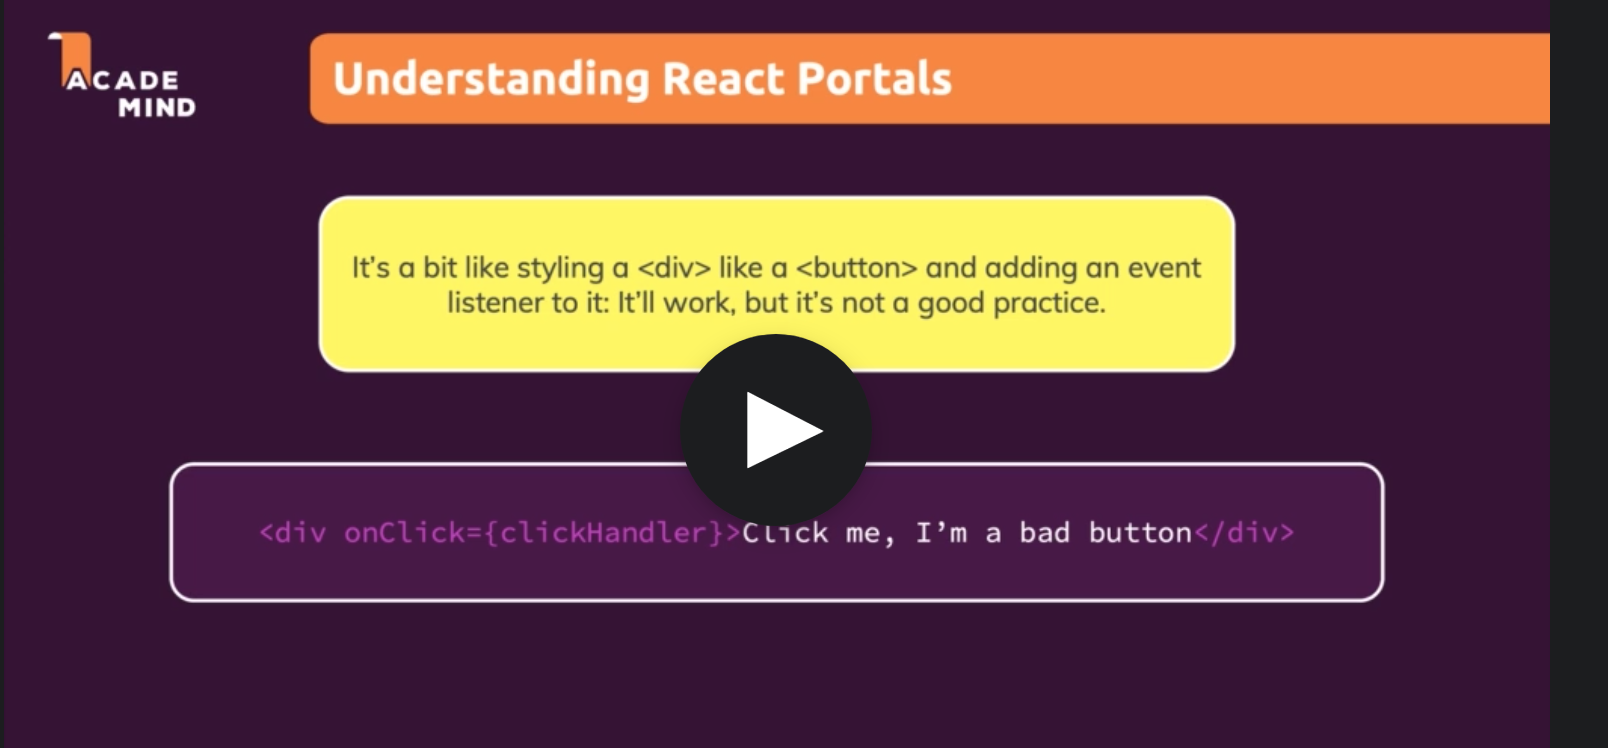 ACADE
MIND
Understanding React Portals
It’s a bit like styling a <div> like a <button> and adding an event
listener to it: It’ll work, but it’s not a good practice.
<div onClick={clickHandler}>Click me, I’m a bad button</div>